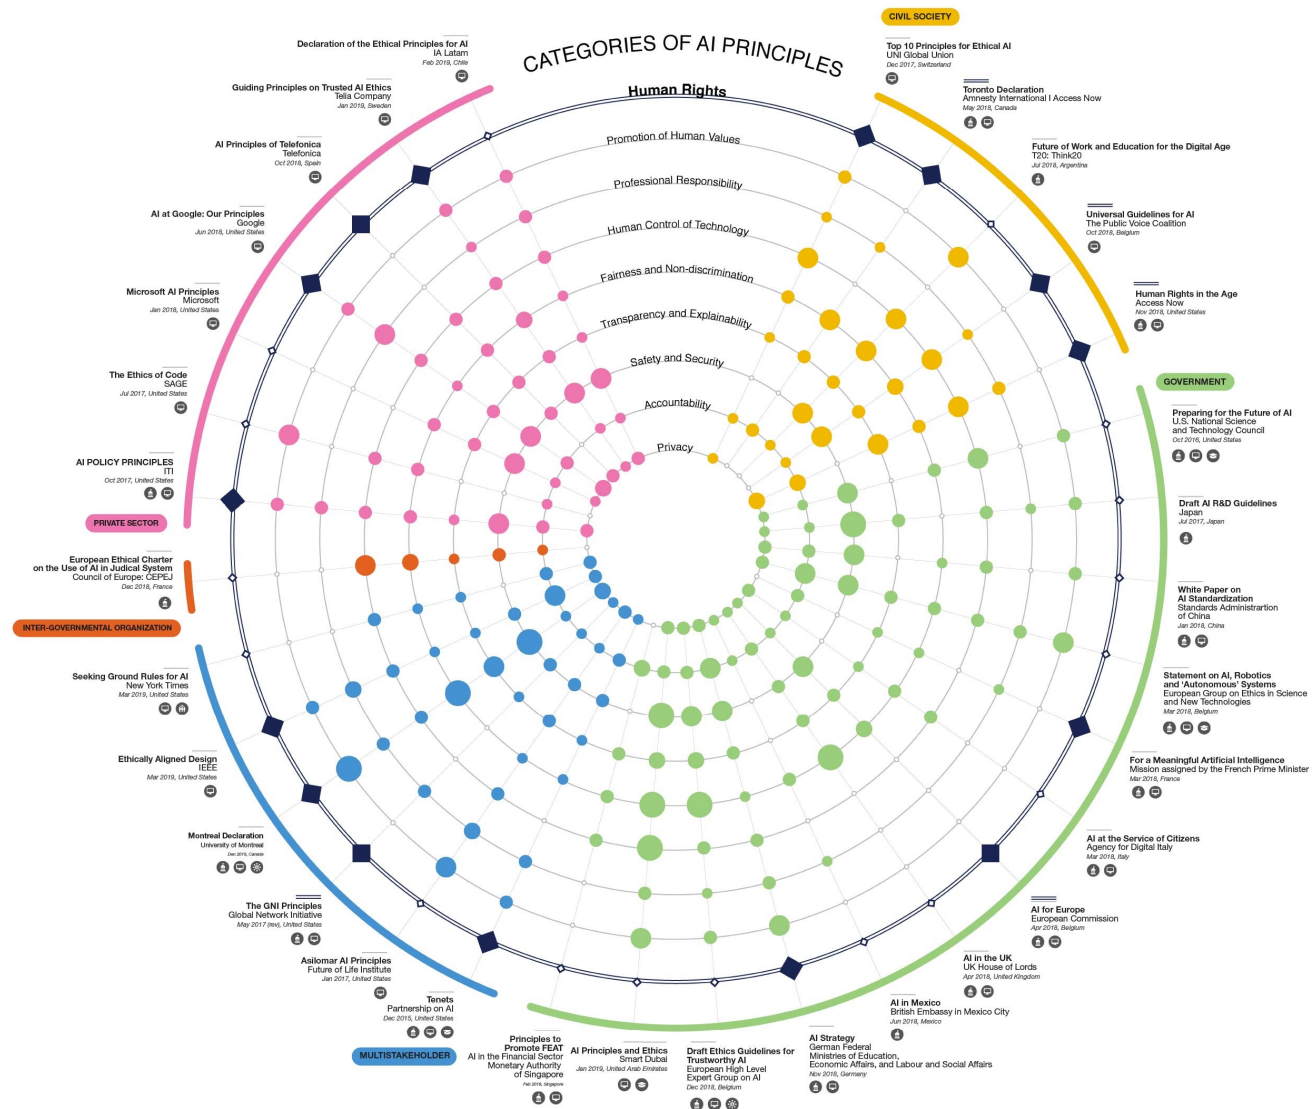 CATEGORIES OF AI PRINCIPLES
Human Rights
Promotion of Human Values
Professional Responsibility
Human Control of Technology
Fairness and Non-discrimination
Transparency and Explainability
Safety and Security
Accountability
Privacy
CIVIL SOCIETY
Top 10 Principles for Ethical AI
UNI Global Union
Dec 2017, Switzerland
Toronto Declaration
Amnesty International | Access Now
May 2018, Canada
Future of Work and Education for the Digital Age
T20: Think20
Jul 2018, Argentina
Universal Guidelines for AI
The Public Voice Coalition
Oct 2018, Belgium
Human Rights in the Age
Access Now
Nov 2018, United States
GOVERNMENT
Preparing for the Future of AI
U.S. National Science
and Technology Council
Oct 2016, United States
Draft AI R&D Guidelines
Japan
Jul 2017, Japan
White Paper on
AI Standardization
Standards Administrartion
of China
Jan 2018, China
Statement on AI, Robotics
and 'Autonomous' Systems
European Group on Ethics in Science
and New Technologies
Mar 2018, Belgium
For a Meaningful Artificial Intelligence
Mission assigned by the French Prime Minister
Mar 2018, France
AI at the Service of Citizens
Agency for Digital Italy
Mar 2018, Italy
AI for Europe
European Commission
Apr 2018, Belgium
AI in the UK
UK House of Lords
Apr 2018, United Kingdom
AI in Mexico
British Embassy in Mexico City
Jun 2018, Mexico
AI Strategy
German Federal
Ministries of Education,
Economic Affairs, and Labour and Social Affairs
Nov 2018, Germany
Draft Ethics Guidelines for
Trustworthy AI
European High Level
Expert Group on AI
Dec 2018, Belgium
AI Principles and Ethics
Smart Dubai
Jan 2019, United Arab Emirates
Principles to
Promote FEAT
AI in the Financial Sector
Monetary Authority
of Singapore
Feb 2019, Singapore
MULTISTAKEHOLDER
Tenets
Partnership on AI
Dec 2015, United States
Asilomar AI Principles
Future of Life Institute
Jan 2017, United States
The GNI Principles
Global Network Initiative
May 2017 (rev), United States
Montreal Declaration
University of Montreal
Dec 2018, Canada
Ethically Aligned Design
IEEE
Mar 2019, United States
Seeking Ground Rules for AI
New York Times
Mar 2019, United States
INTER-GOVERNMENTAL ORGANIZATION
European Ethical Charter
on the Use of AI in Judical System
Council of Europe: CEPEJ
Dec 2018, France
PRIVATE SECTOR
AI POLICY PRINCIPLES
ITI
Oct 2017, United States
The Ethics of Code
SAGE
Jul 2017, United States
Microsoft AI Principles
Microsoft
Jan 2018, United States
AI at Google: Our Principles
Google
Jun 2018, United States
AI Principles of Telefonica
Telefonica
Oct 2018, Spain
Guiding Principles on Trusted AI Ethics
Telia Company
Jan 2019, Sweden
Declaration of the Ethical Principles for AI
IA Latam
Feb 2019, Chile